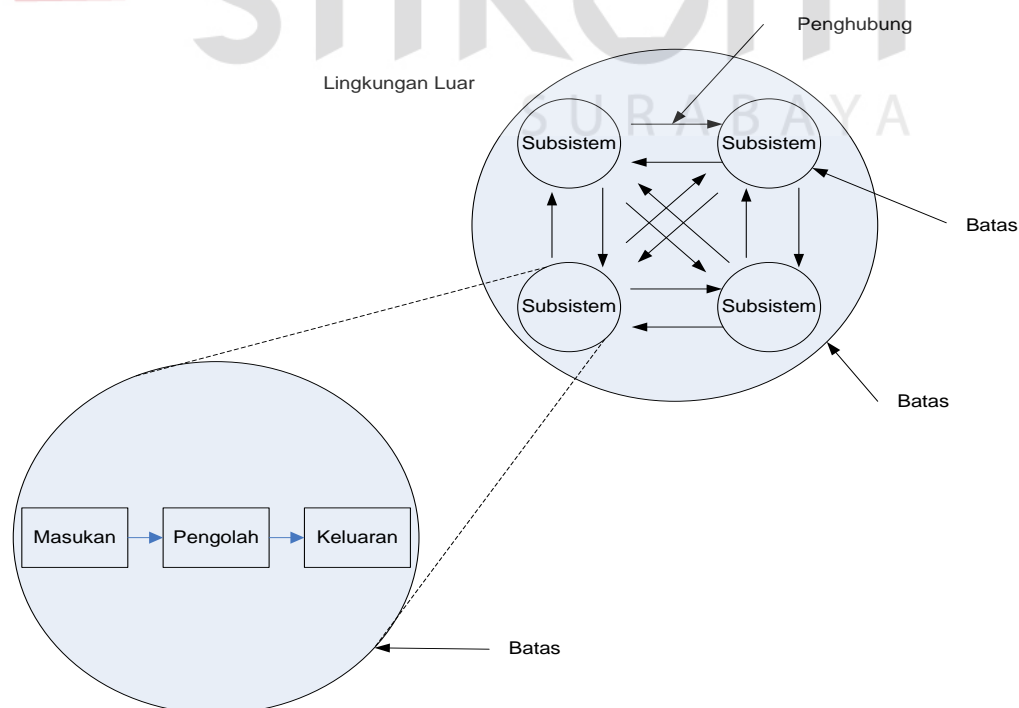 Penghubung
Lingkungan Luar
SURABAYA
Subsistem
Subsistem
Batas
Subsistem
Subsistem
Batas
Masukan
Pengolah
Keluaran
Batas